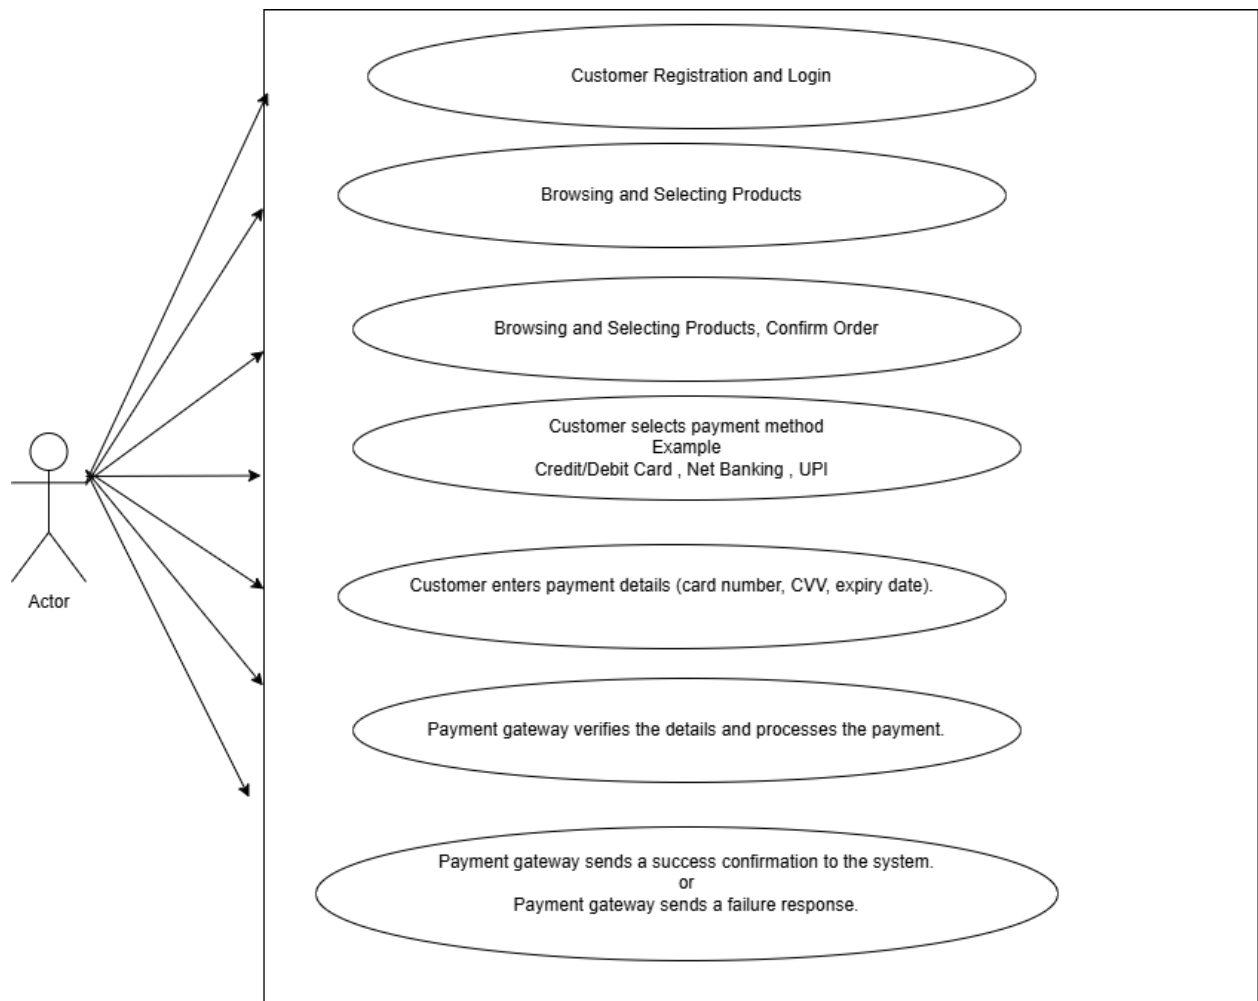 Customer Registration and Login
Browsing and Selecting Products
Browsing and Selecting Products, Confirm Order
Customer selects payment method
Example
Credit/Debit Card , Net Banking , UPI
Customer enters payment details (card number, CVV, expiry date).
Actor
Payment gateway verifies the details and processes the payment.
Payment gateway sends a success confirmation to the system.
or
Payment gateway sends a failure response.